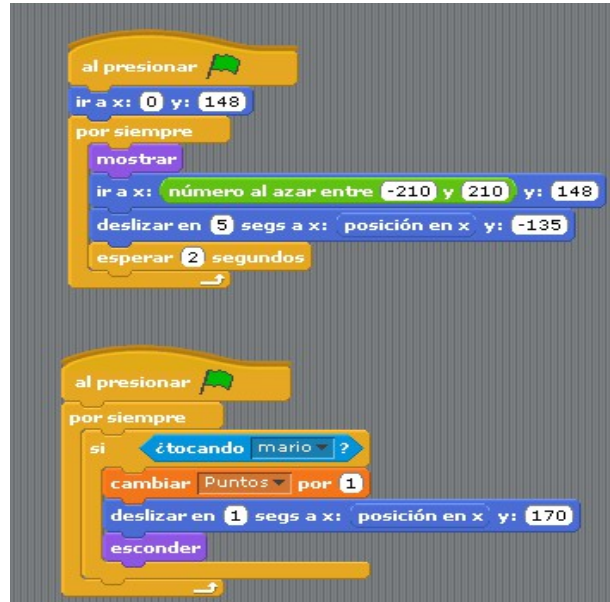 al presionar
ir a x: 0 y: 148
por siempre
mostrar
ir a x: número al azar entre -210 y 210 y: 148
deslizar en 5 segs a x: posición en x y: -135
esperar 2 segundos
al presionar
por siempre
si ¿tocando mario ?
cambiar Puntos por 1
deslizar en 1 segs a x: posición en x y: 170
esconder